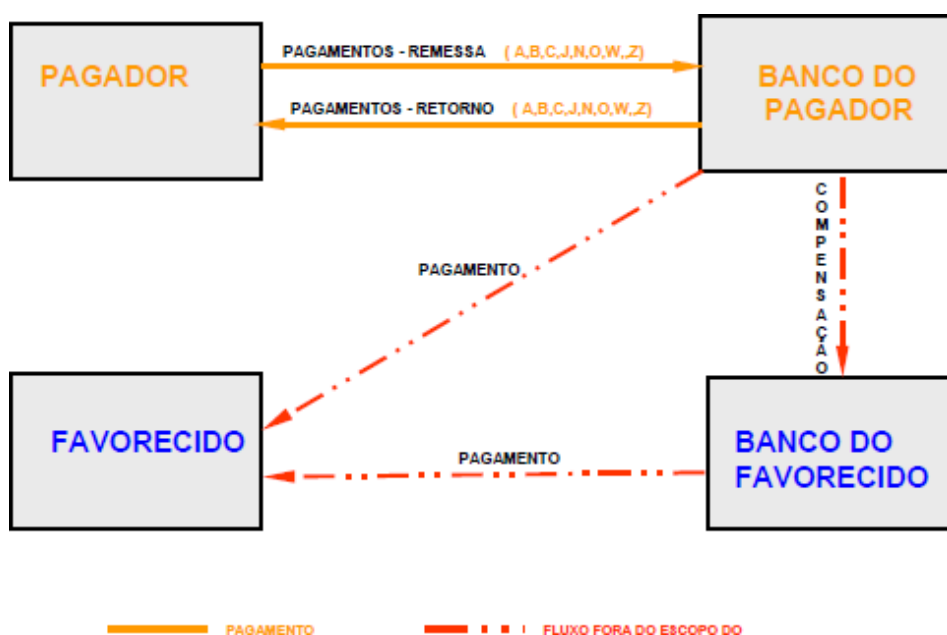 PAGAMENTOS - REMESSA ( A,B,C,J,N,O,W,,Z)
PAGADOR
BANCO DO
PAGADOR
PAGAMENTOS - RETORNO ( A,B,C,J,N,O,W,,Z)
COMPENSAÇÃO
PAGAMENTO
FAVORECIDO
BANCO DO
FAVORECIDO
PAGAMENTO
PAGAMENTO
FLUXO FORA DO ESCOPO DO